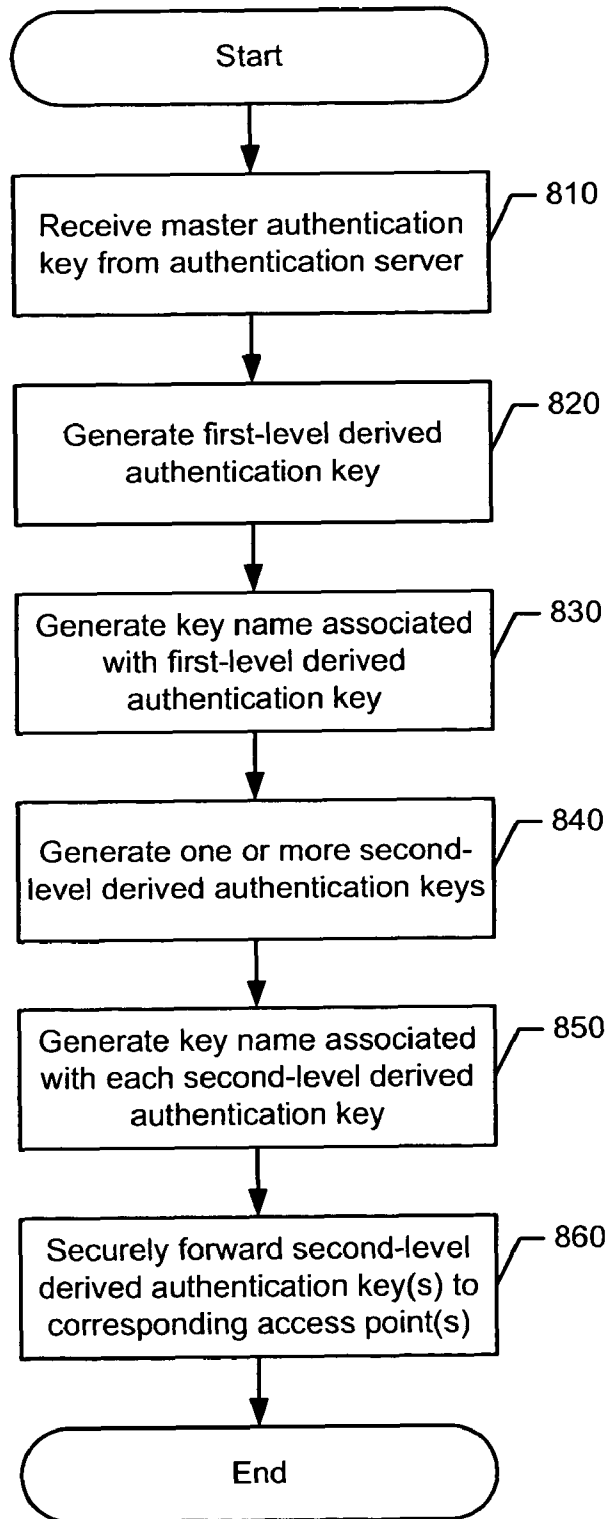 Start
810
Receive master authentication
key from authentication server
820
Generate first-level derived
authentication key
830
Generate key name associated
with first-level derived
authentication key
840
Generate one or more second-
level derived authentication keys
850
Generate key name associated
with each second-level derived
authentication key
860
Securely forward second-level
derived authentication key(s) to
corresponding access point(s)
End